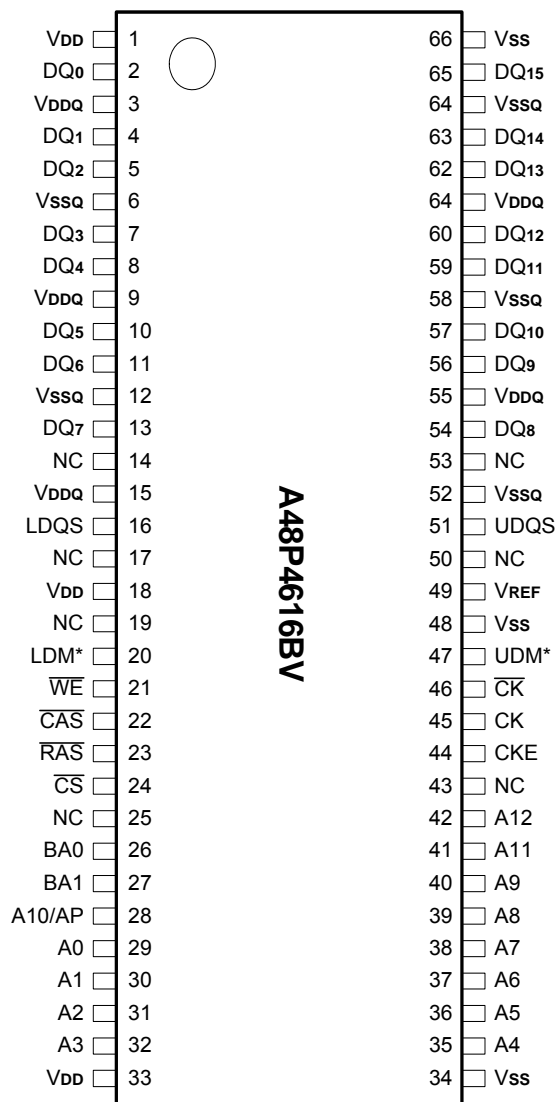 VDD 1 66 VSS
DQ0 2 65 DQ15
VDDQ 3 64 VSSQ
DQ1 4 63 DQ14
DQ2 5 62 DQ13
VSSQ 6 64 VDDQ
DQ3 7 60 DQ12
DQ4 8 59 DQ11
VDDQ 9 58 VSSQ
DQ5 10 57 DQ10
DQ6 11 56 DQ9
VSSQ 12 55 VDDQ
DQ7 13 54 DQ8
NC 14 53 NC
VDDQ 15 52 VSSQ
LDQS 16 51 UDQS
NC 17 50 NC
VDD 18 49 VREF
NC 19 48 VSS
LDM* 20 47 UDM*
W̅E̅ 21 46 C̅K̅
C̅A̅S̅ 22 45 CK
R̅A̅S̅ 23 44 CKE
C̅S̅ 24 43 NC
NC 25 42 A12
BA0 26 41 A11
BA1 27 40 A9
A10/AP 28 39 A8
A0 29 38 A7
A1 30 37 A6
A2 31 36 A5
A3 32 35 A4
VDD 33 34 VSS
A48P4616BV